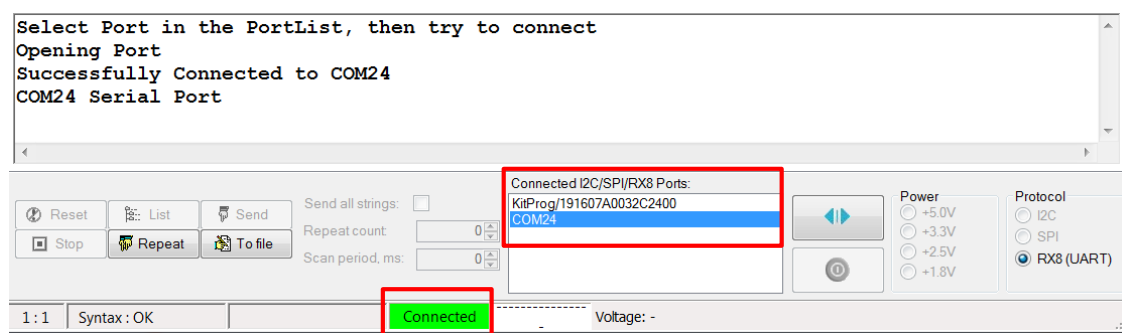 Select Port in the PortList, then try to connect
Opening Port
Successfully Connected to COM24
COM24 Serial Port
Connected I2C/SPI/RX8 Ports:
KitProg/191607A0032C2400
COM24
Reset
List
Send
Stop
Repeat
To file
Send all strings:
Repeat count:
0
Scan period, ms:
0
Power
+5.0V
+3.3V
+2.5V
+1.8V
Protocol
I2C
SPI
RX8 (UART)
1:1
Syntax : OK
Connected
Voltage: -